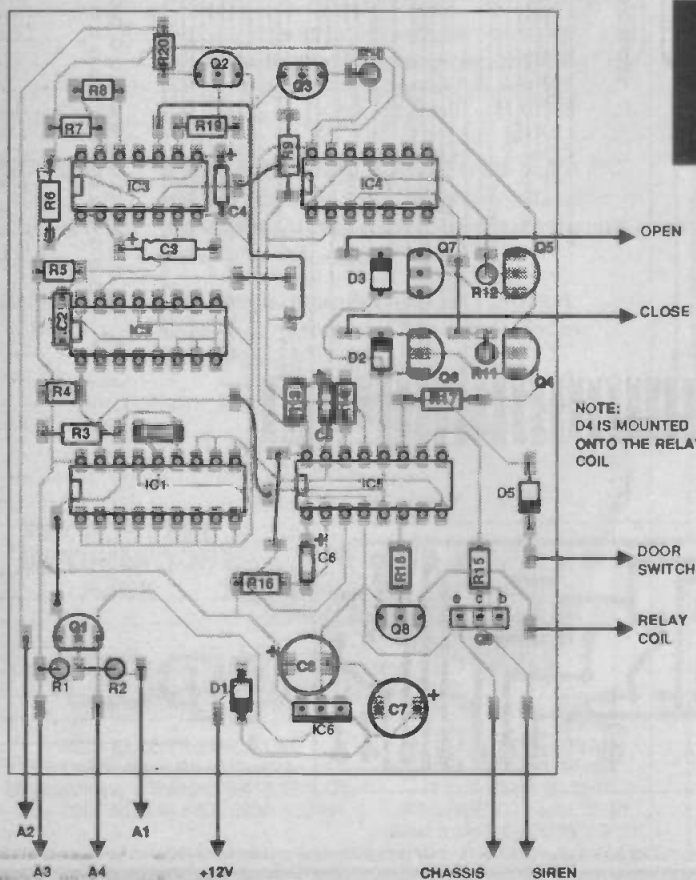 R20
Q2
Q3
R8
R7
R19
R9
IC3
IC4
C4
R6
C3
OPEN
Q7
Q5
R5
D3
R12
C2
CLOSE
D2
R11
Q4
R4
R17
NOTE:
D4 IS MOUNTED
ONTO THE RELAY
COIL
R3
IC1
D5
C6
DOOR
SWITCH
R16
R15
e c b
RELAY
COIL
Q1
Q8
R1
R2
D1
C7
IC6
A2
A1
A3
A4
+12V
CHASSIS
SIREN